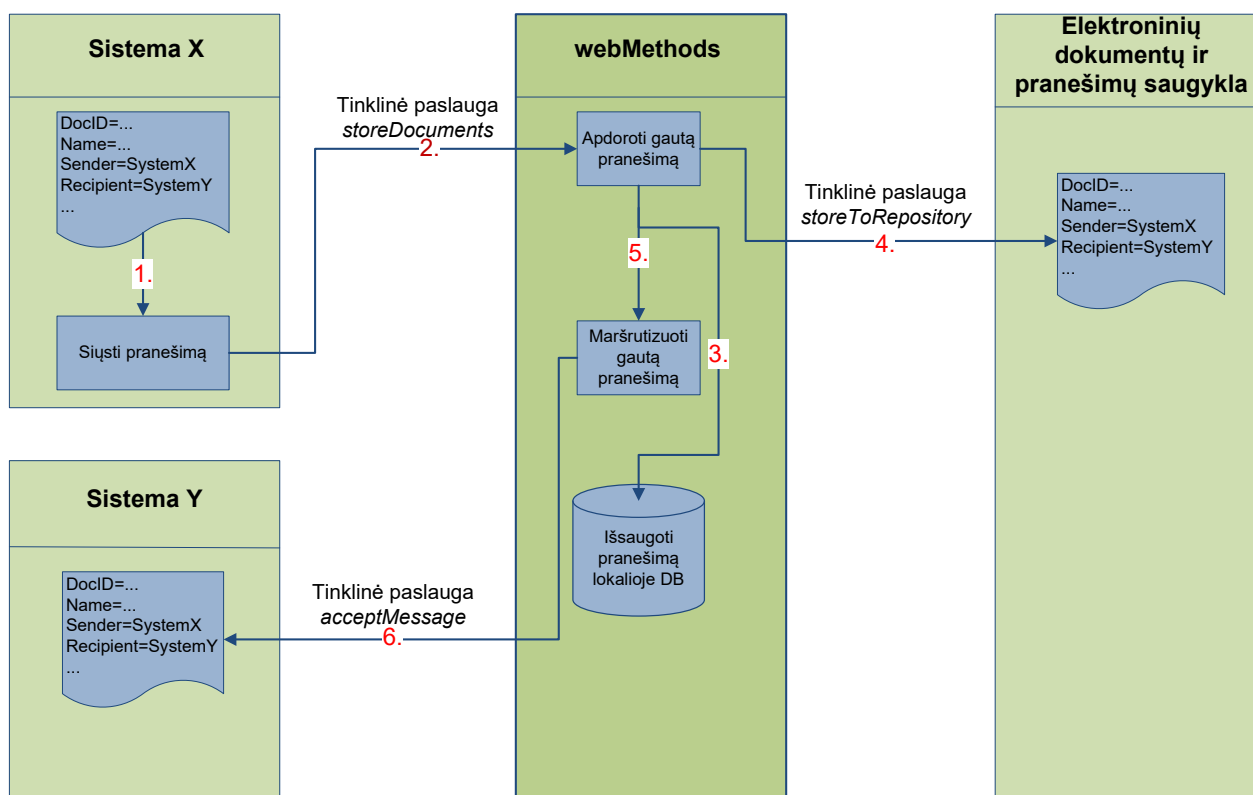 Sistema X
DocID=...
Name=...
Sender=SystemX
Recipient=SystemY
...
1.
Siųsti pranešimą
Tinklinė paslauga
storeDocuments
2.
webMethods
Apdoroti gautą
pranešimą
5.
Maršrutizuoti
gautą
pranešimą
3.
Išsaugoti
pranešimą
lokalioje DB
Tinklinė paslauga
storeToRepository
4.
Elektroninių
dokumentų ir
pranešimų saugykla
DocID=...
Name=...
Sender=SystemX
Recipient=SystemY
...
Sistema Y
DocID=...
Name=...
Sender=SystemX
Recipient=SystemY
...
Tinklinė paslauga
acceptMessage
6.